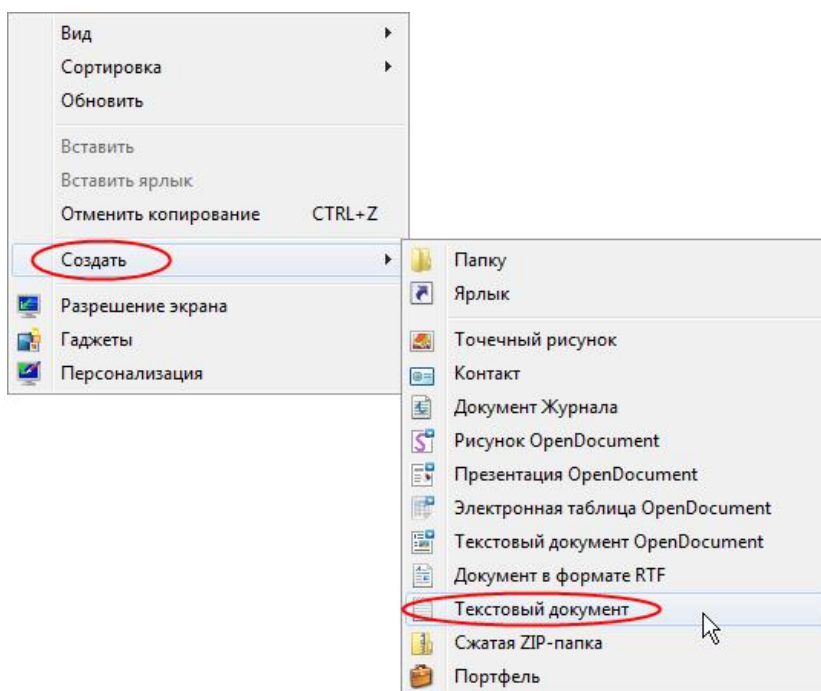 Вид
Сортировка
Обновить
Вставить
Вставить ярлык
Отменить копирование CTRL+Z
Создать
Разрешение экрана
Гаджеты
Персонализация
Папку
Ярлык
Точечный рисунок
Контакт
Документ Журнала
Рисунок OpenDocument
Презентация OpenDocument
Электронная таблица OpenDocument
Текстовый документ OpenDocument
Документ в формате RTF
Текстовый документ
Сжатая ZIP-папка
Портфель